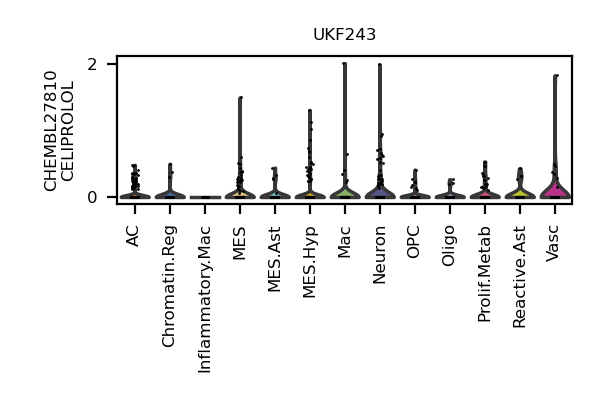 UKF243
CHEMBL27810
CELIPROLOL
2
0
AC
Chromatin.Reg
Inflammatory.Mac
MES
MES.Ast
MES.Hyp
Mac
Neuron
OPC
Oligo
Prolif.Metab
Reactive.Ast
Vasc